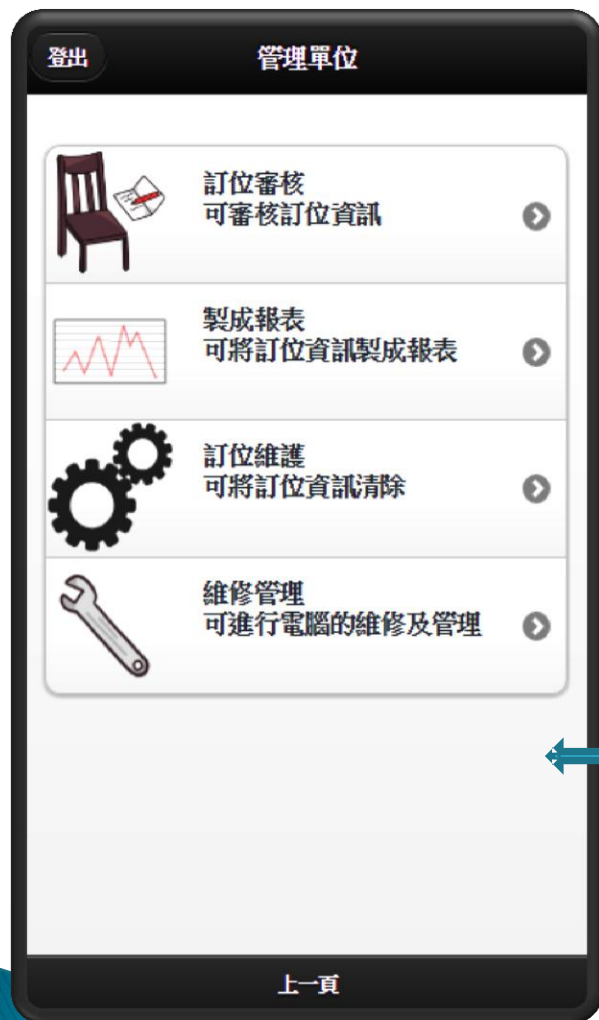 登出
管理單位
訂位審核
可審核訂位資訊
製成報表
可將訂位資訊製成報表
訂位維護
可將訂位資訊清除
維修管理
可進行電腦的維修及管理
上一頁